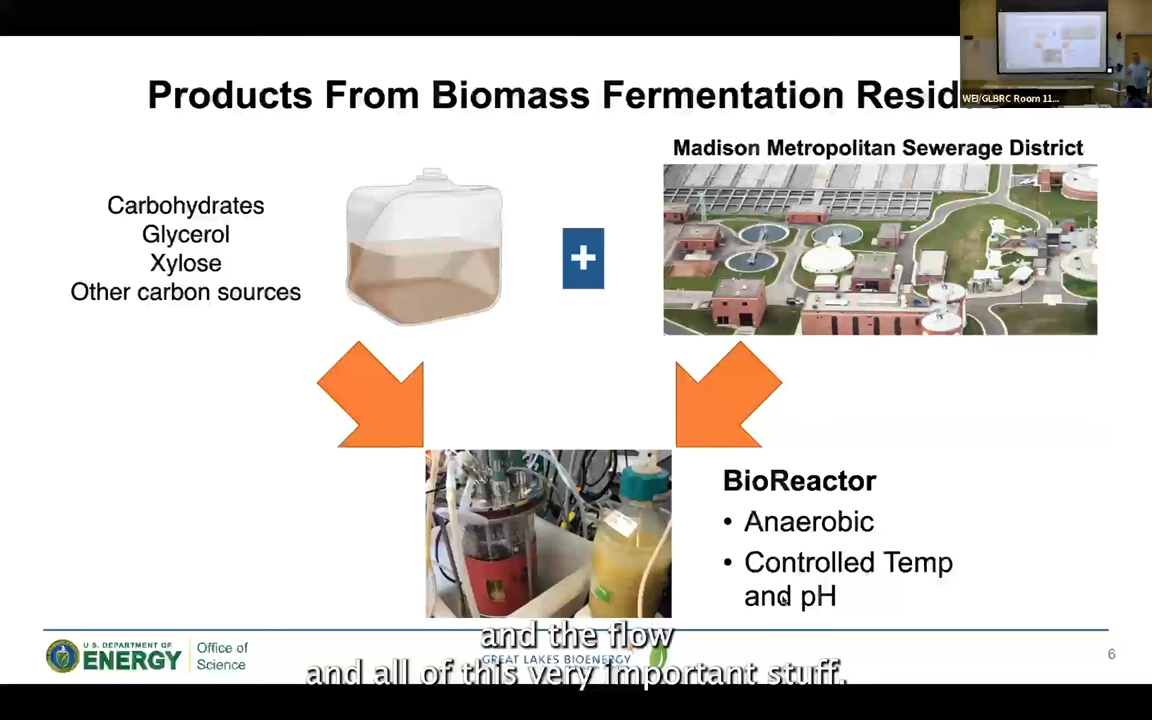 Products From Biomass Fermentation Resid
WEI/GLBRC Room 11...
Madison Metropolitan Sewerage District
Carbohydrates
Glycerol
Xylose
Other carbon sources
+
BioReactor
• Anaerobic
• Controlled Temp
and pH
and the flow
and all of this very important stuff.
U.S. DEPARTMENT OF
ENERGY
Office of
Science
GREAT LAKES BIOENERGY
6